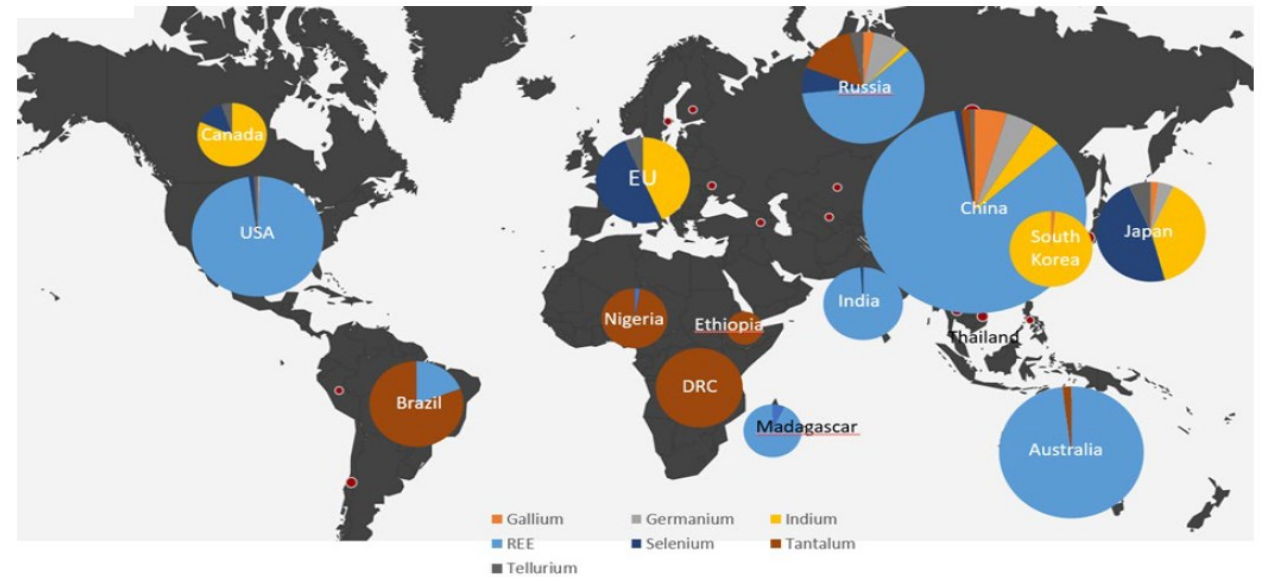 Russia
Canada
EU
China
USA
South
Korea
Japan
India
Nigeria
Ethiopia
Thailand
DRC
Brazil
Madagascar
Australia
Gallium
Germanium
Indium
REE
Selenium
Tantalum
Tellurium